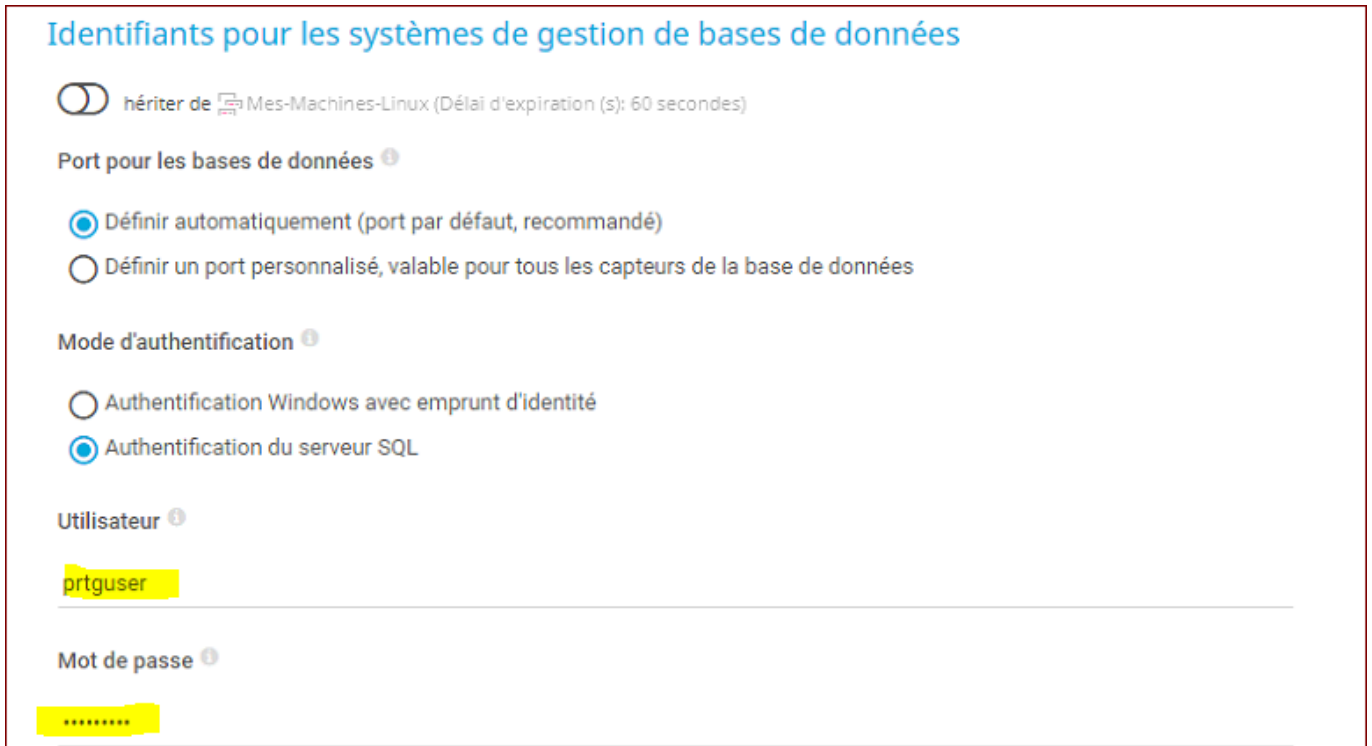 Identifiants pour les systèmes de gestion de bases de données
hériter de Mes-Machines-Linux (Délai d'expiration (s): 60 secondes)
Port pour les bases de données
Définir automatiquement (port par défaut, recommandé)
Définir un port personnalisé, valable pour tous les capteurs de la base de données
Mode d'authentification
Authentification Windows avec emprunt d'identité
Authentification du serveur SQL
Utilisateur
prtguser
Mot de passe
•••••••••